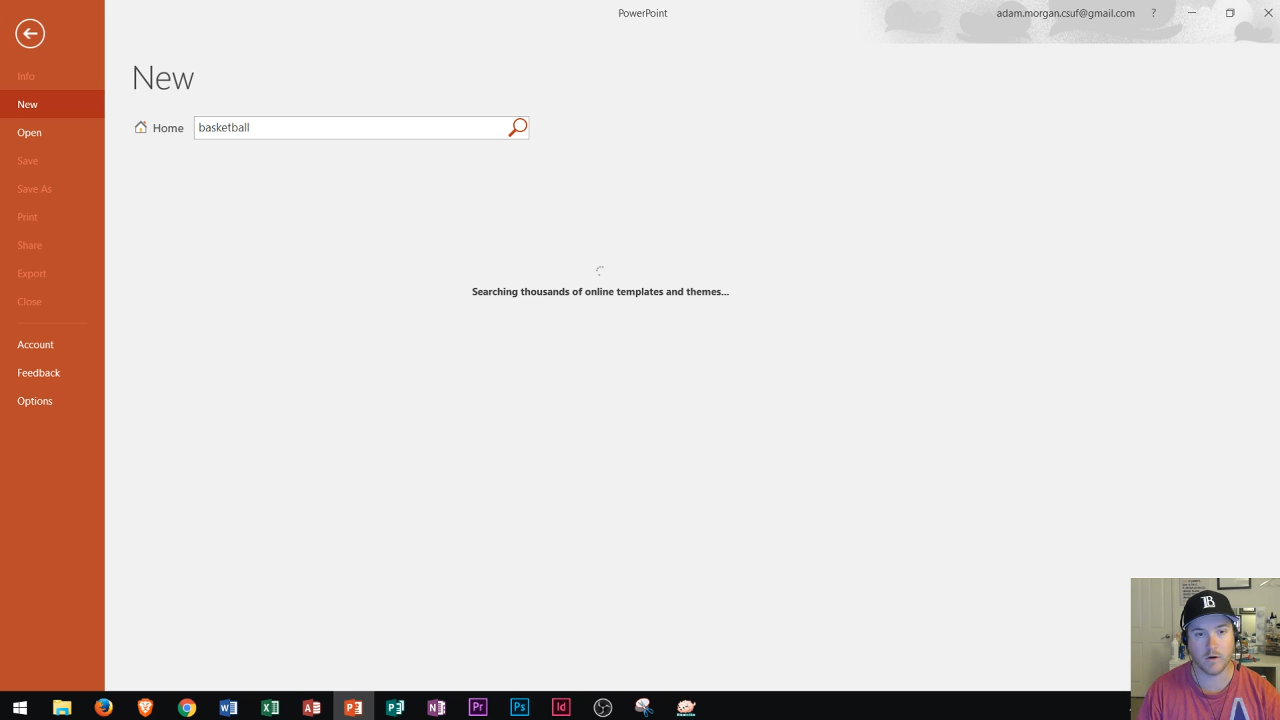 PowerPoint
adam.morgan.csuf@gmail.com
?
Info
New
Open
Save
Save As
Print
Share
Export
Close
Account
Feedback
Options
New
Home
basketball
Searching thousands of online templates and themes...